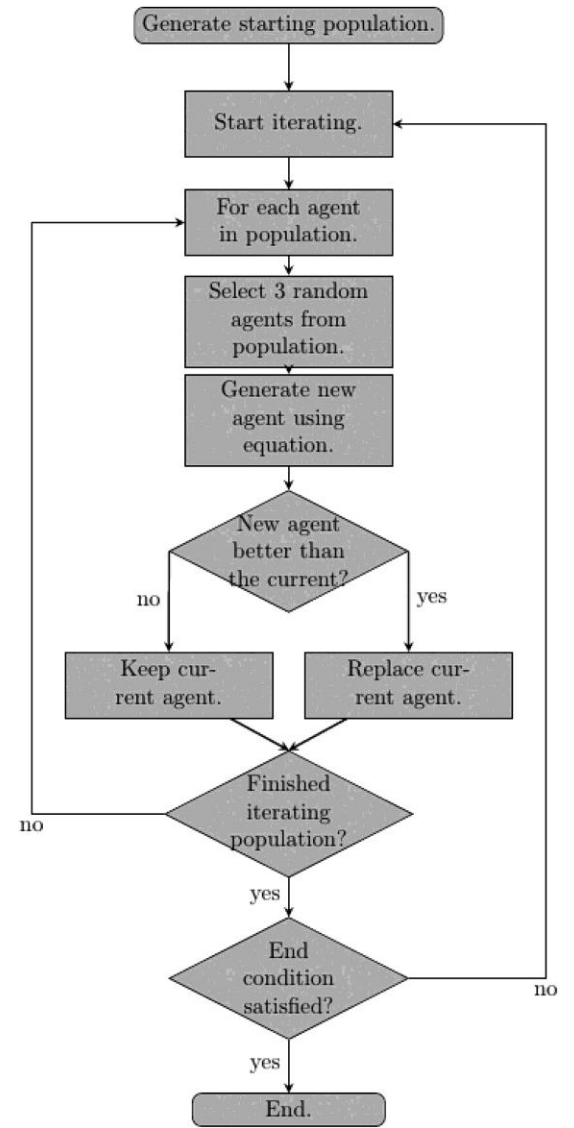 Generate starting population.
Start iterating.
For each agent
in population.
Select 3 random
agents from
population.
Generate new
agent using
equation.
New agent
better than
the current?
no
yes
Keep cur-
rent agent.
Replace cur-
rent agent.
Finished
iterating
population?
no
yes
End
condition
satisfied?
no
yes
End.